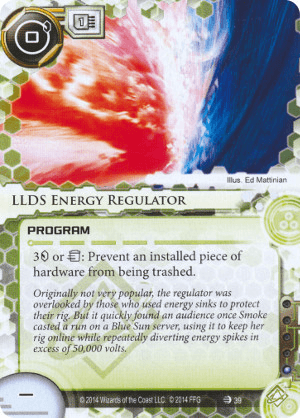 0
1
Illus. Ed Mattinian
LLDS Energy Regulator
PROGRAM
3 or : Prevent an installed piece of
hardware from being trashed.
Originally not very popular, the regulator was
overlooked by those who used energy sinks to protect
their rig. But it quickly found an audience once Smoke
casted a run on a Blue Sun server, using it to keep her
rig online while repeatedly diverting energy spikes in
excess of 50,000 volts.
–
© 2014 Wizards of the Coast LLC. © 2014 FFG
39